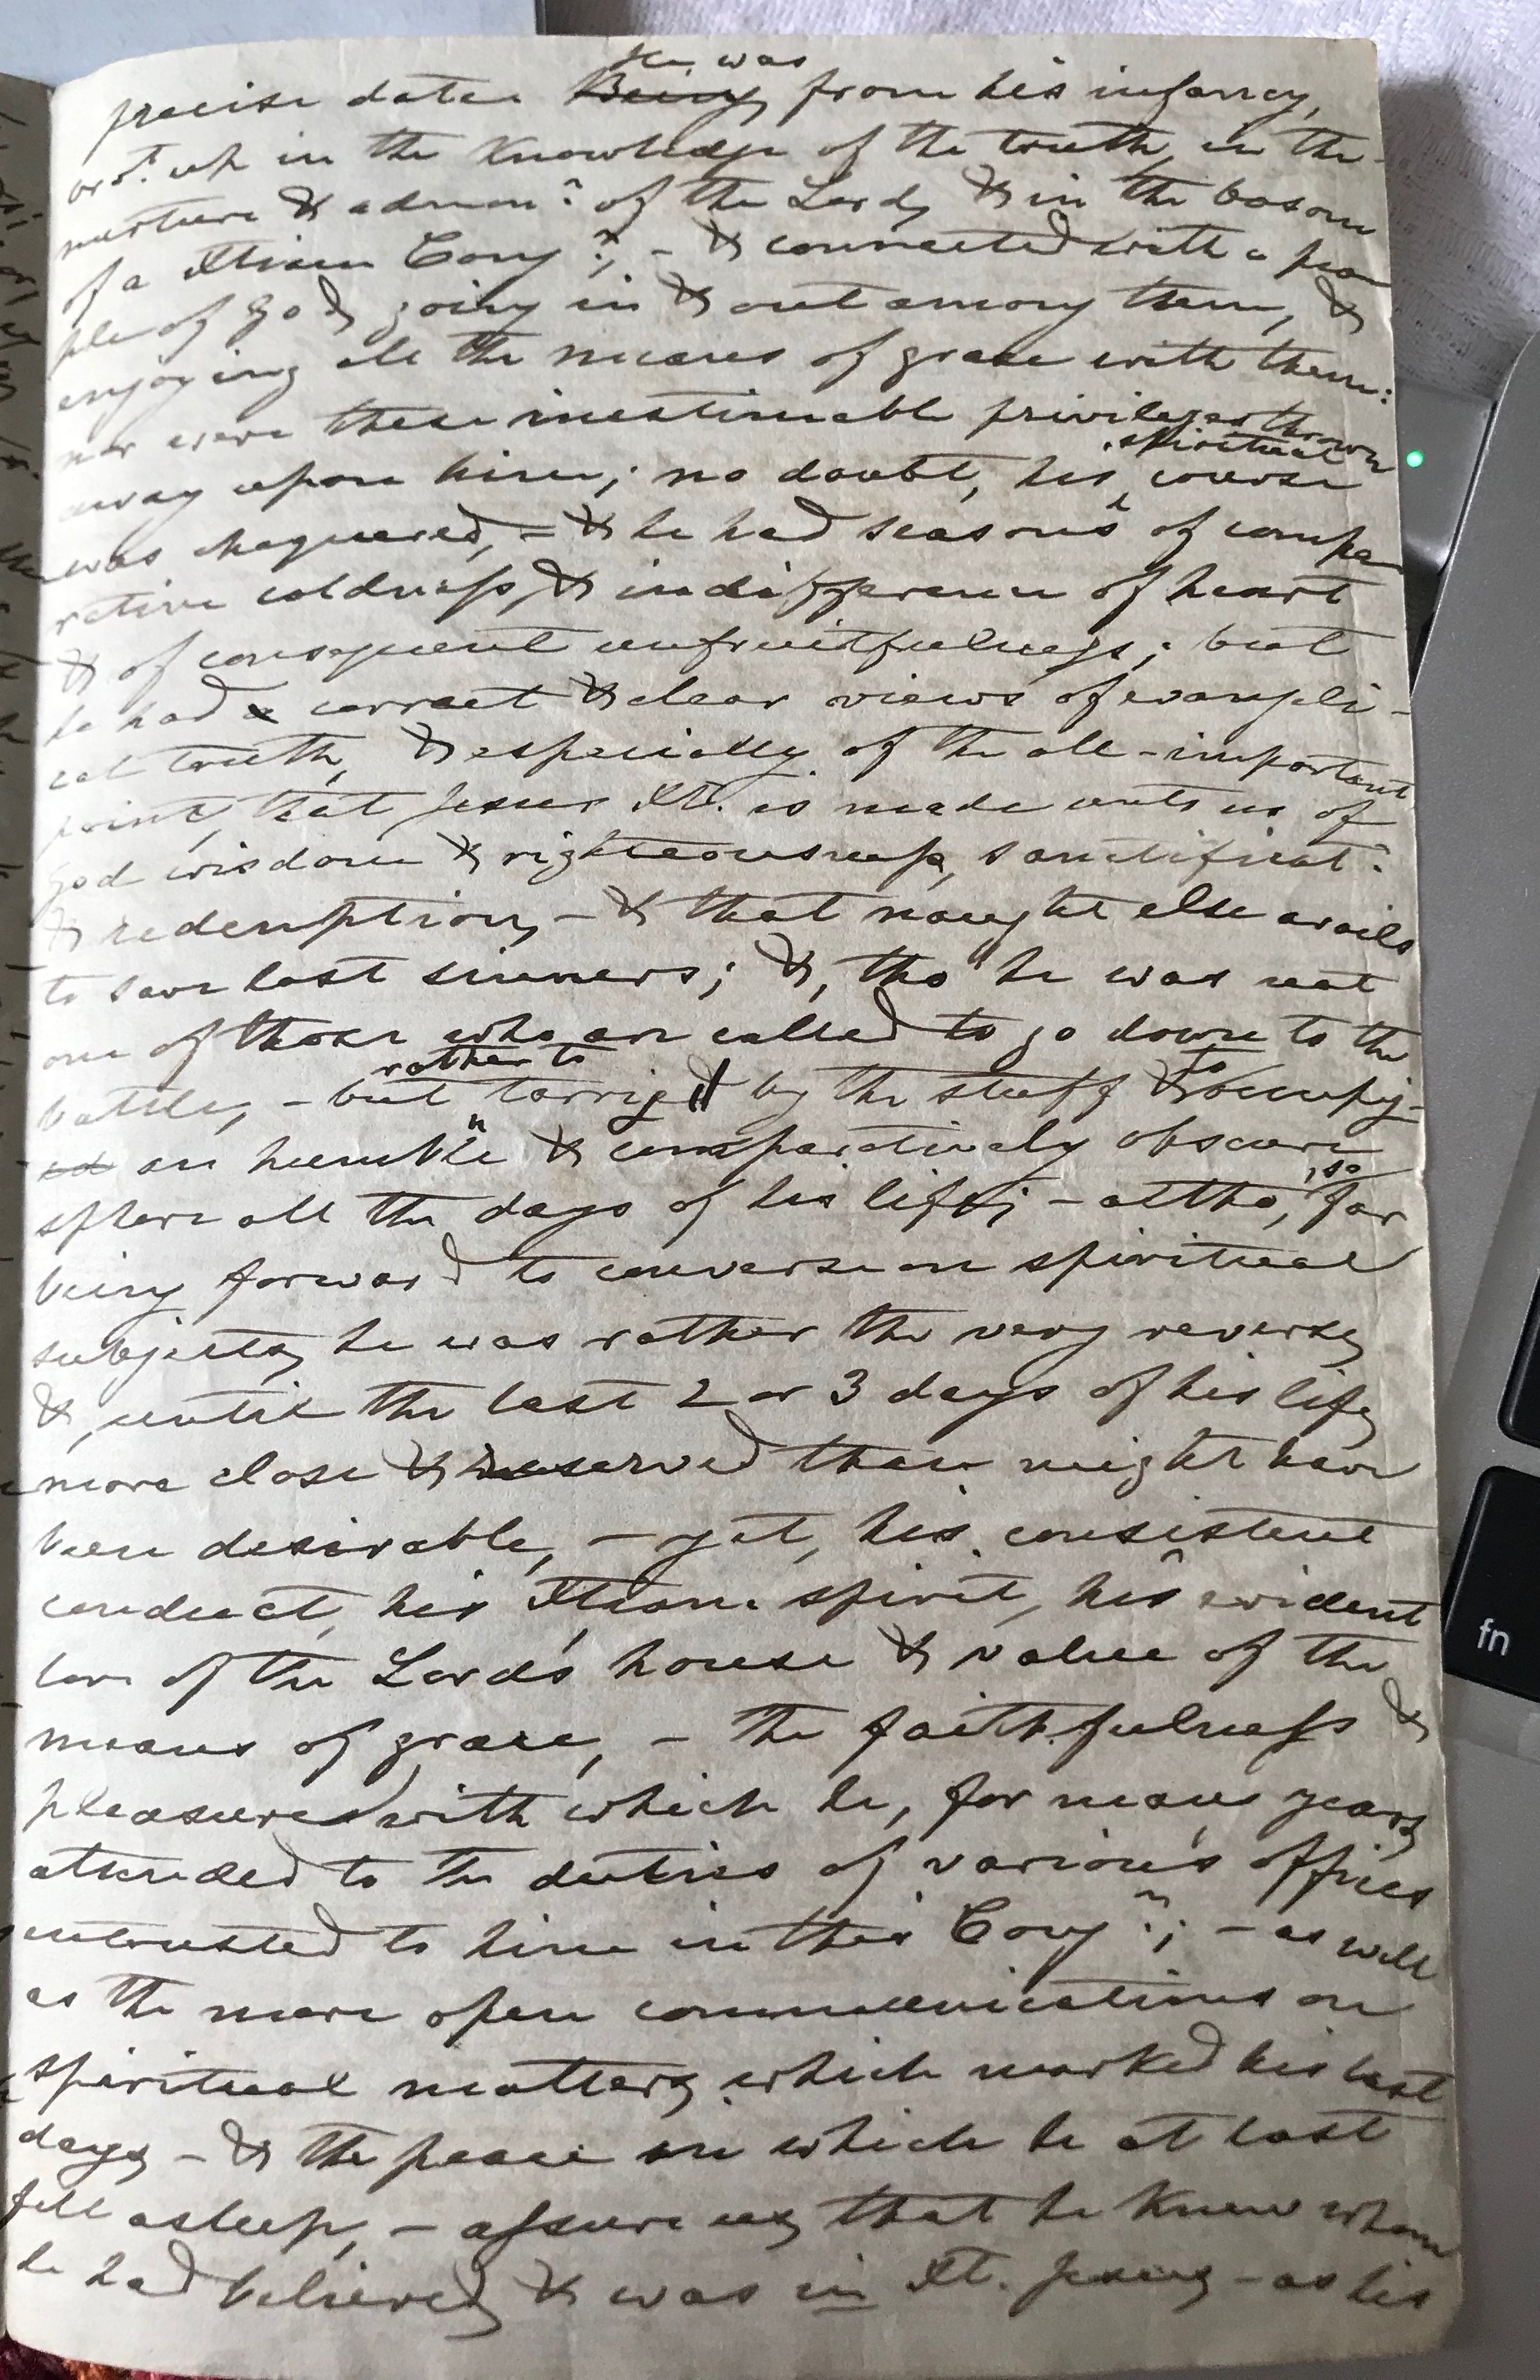 He was
precise date. Being from his infancy,
bro.t up in the knowledge of the truth, in the
nurture & admon.n of the Lord, & in the bosom
of a Xtian Cong.n, - & connected with a peo
ple of God, going in & out among them, &
enjoying all the means of grace with them:
nor were these inestimable privileges thrown
spiritual
away upon him; no doubt, his course
was chequered, - & he had seasons of compa
rative coldness, & indifference of heart
& of consequent unfruitfulness; but
he had a correct & clear views of evangeli-
cal truth, & especially of the all-important
point, that Jesus Xt. is made unto us of
God wisdom & righteousness, sanctificat.n
& redemption, - & that nought else avails
to save lost sinners; &, tho' he was not
one of those who are called to go down to the
rather to to
battle, - but tarried by the stuff & occupy-
ed an humble & comparatively obscure
, so
sphere all the days of his life; - altho, far
being forward to converse on spiritual
subjects, he was rather the very reverse,
&, until the last 2 or 3 days of his life,
more close & reserved than might have
been desirable, - yet, his consistent
conduct, his Xtian spirit, his evident
love of the Lord's house & value of the
means of grace, - the faithfulness &
pleasure with which he, for many years,
attended to the duties of various offices
entrusted to him in this Cong.n; - as well
as the more open communications on
spiritual matters, which marked his last
days, - & the peace in which he at last
fell asleep, - assure us, that he knew whom
he had believed, & was in Xt. Jesus, - as his